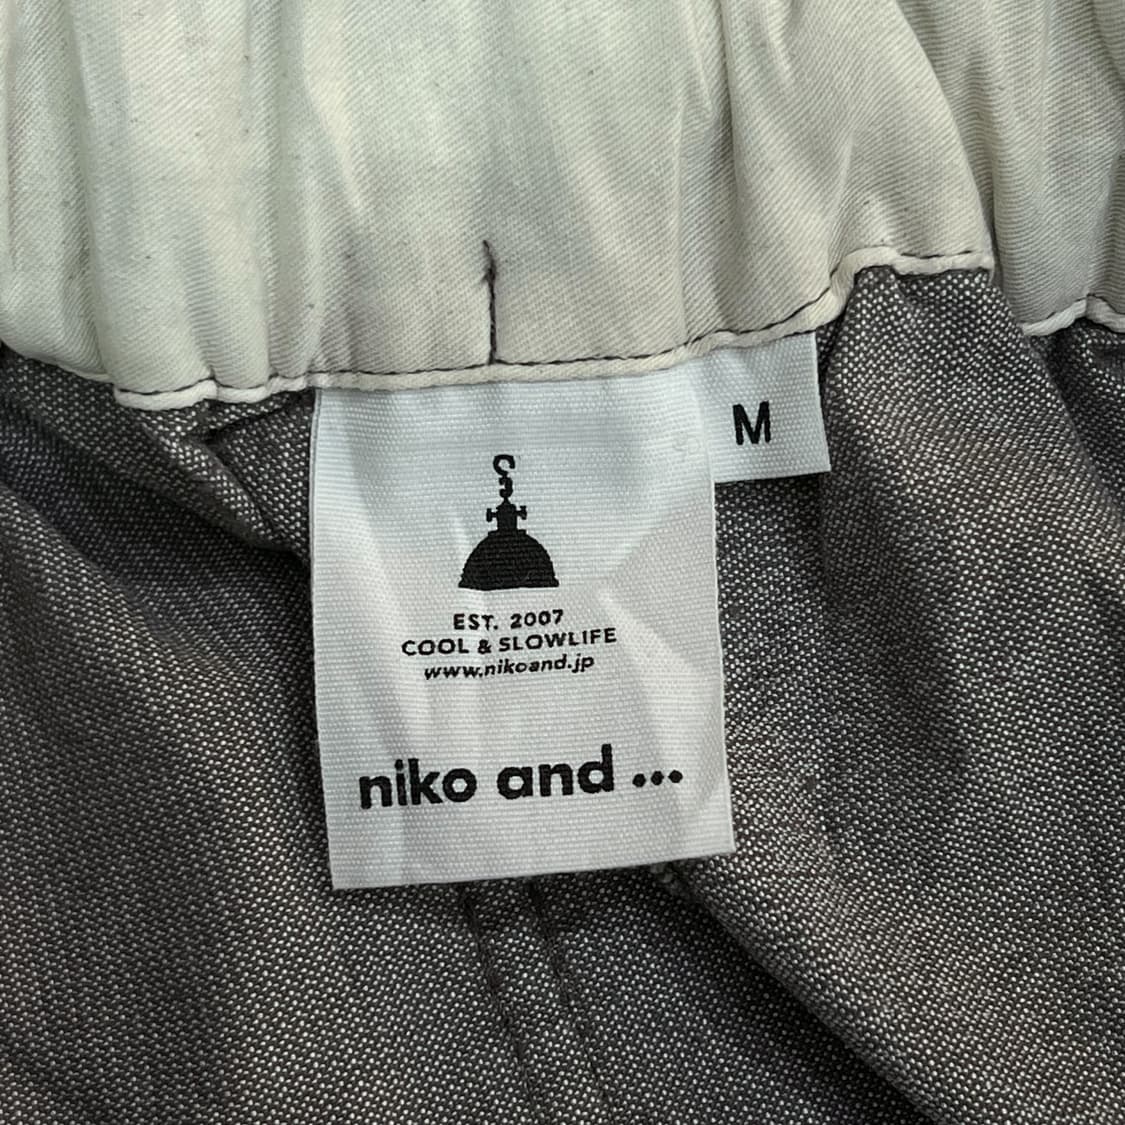 M
EST. 2007
COOL & SLOWLIFE
www.nikoand.jp
niko and ...